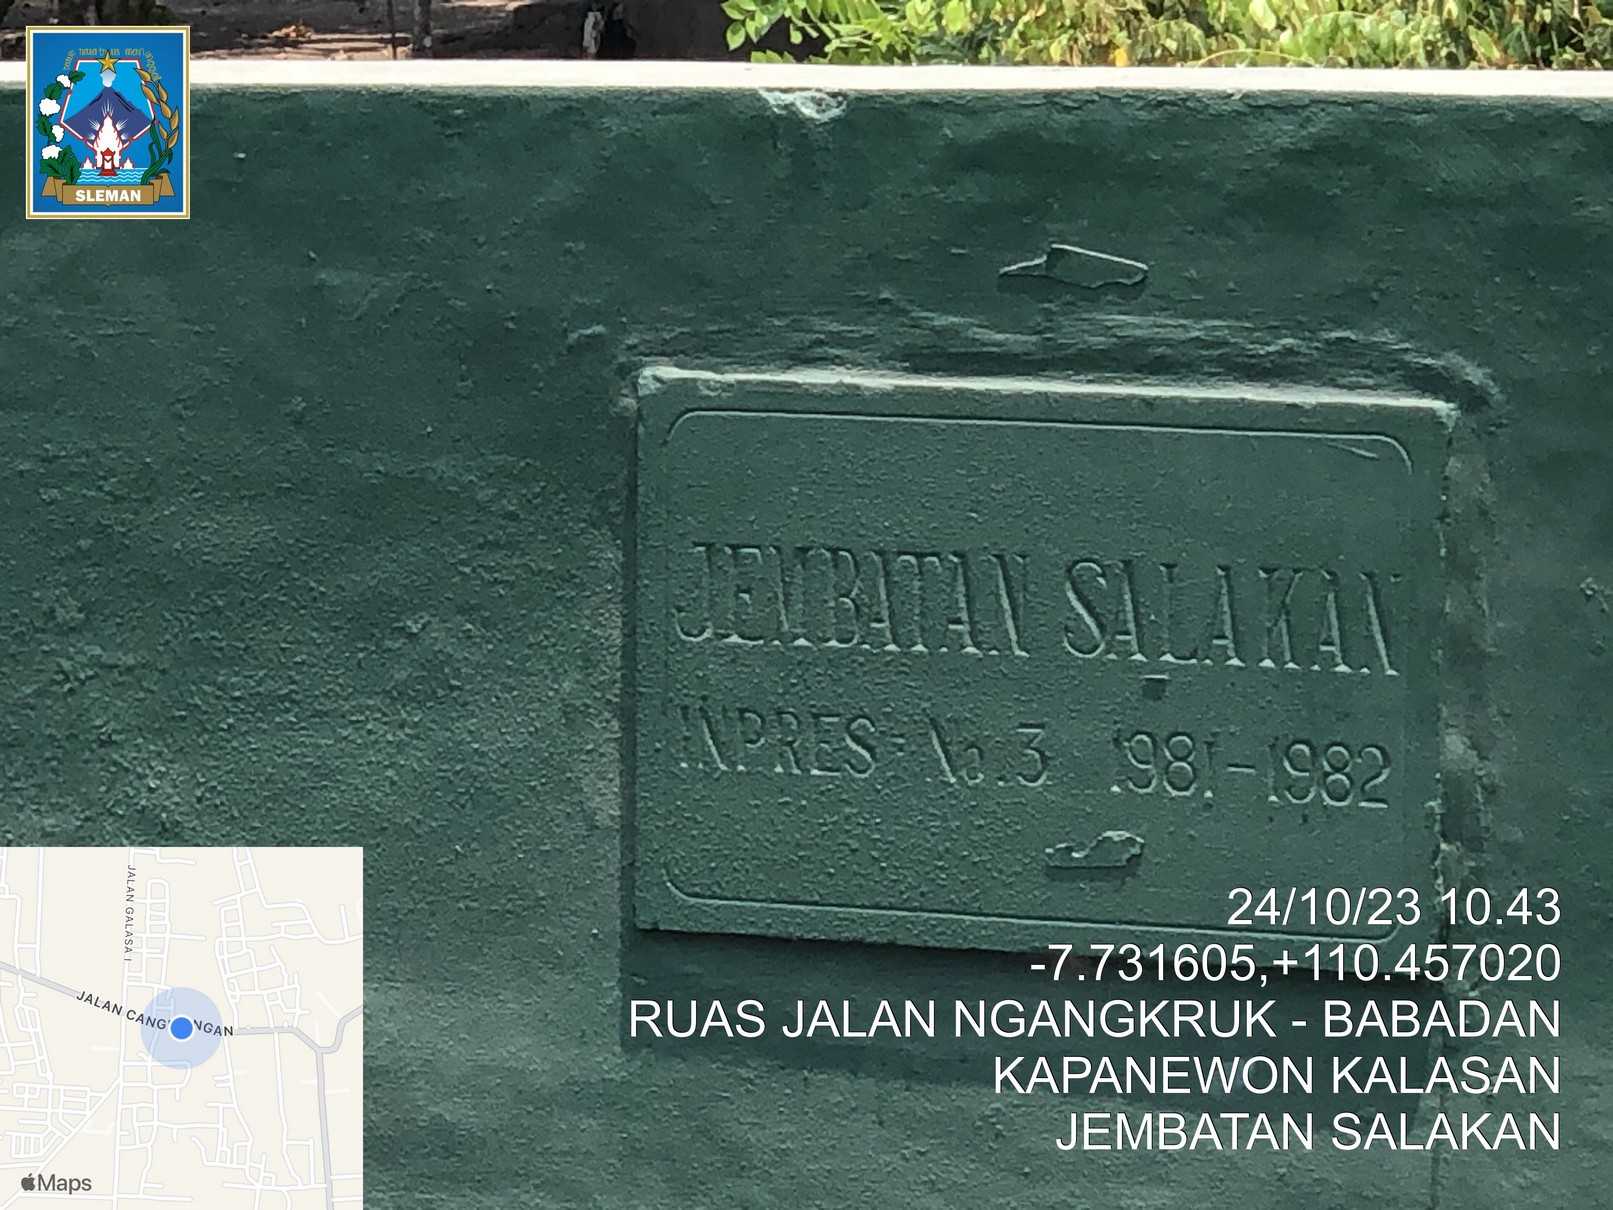 SLEMAN
JEMBATAN SALAKAN
INPRES No. 3 1981-1982
24/10/23 10.43
-7.731605,+110.457020
RUAS JALAN NGANGKRUK - BABADAN
KAPANEWON KALASAN
JEMBATAN SALAKAN
JALAN GALASA I
Maps